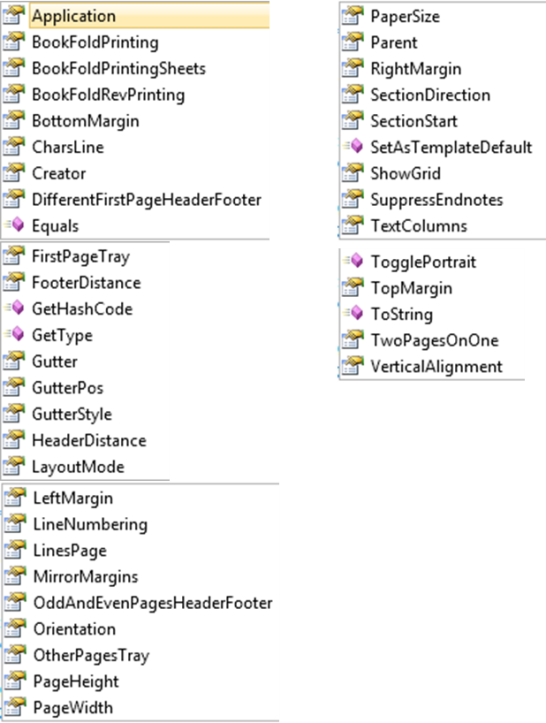 Application
BookFoldPrinting
BookFoldPrintingSheets
BookFoldRevPrinting
BottomMargin
CharsLine
Creator
DifferentFirstPageHeaderFooter
Equals
FirstPageTray
FooterDistance
GetHashCode
GetType
Gutter
GutterPos
GutterStyle
HeaderDistance
LayoutMode
LeftMargin
LineNumbering
LinesPage
MirrorMargins
OddAndEvenPagesHeaderFooter
Orientation
OtherPagesTray
PageHeight
PageWidth
PaperSize
Parent
RightMargin
SectionDirection
SectionStart
SetAsTemplateDefault
ShowGrid
SuppressEndnotes
TextColumns
TogglePortrait
TopMargin
ToString
TwoPagesOnOne
VerticalAlignment